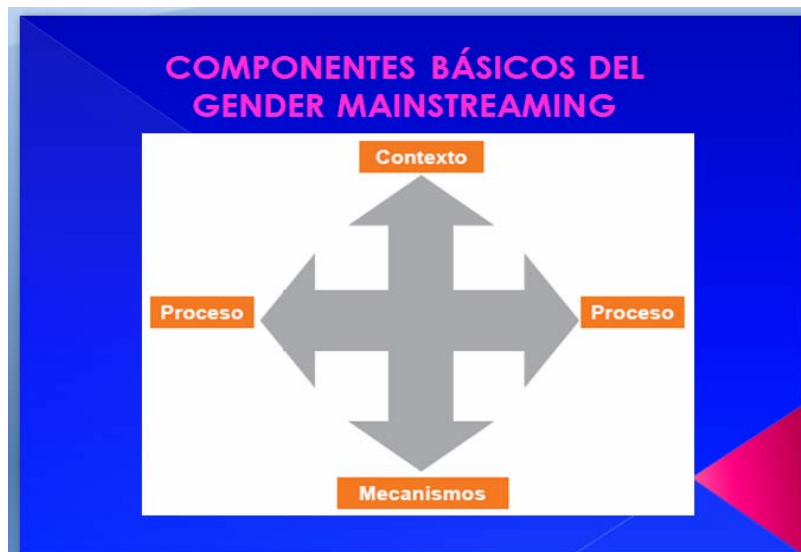 COMPONENTES BÁSICOS DEL
GENDER MAINSTREAMING
Contexto
Proceso
Proceso
Mecanismos